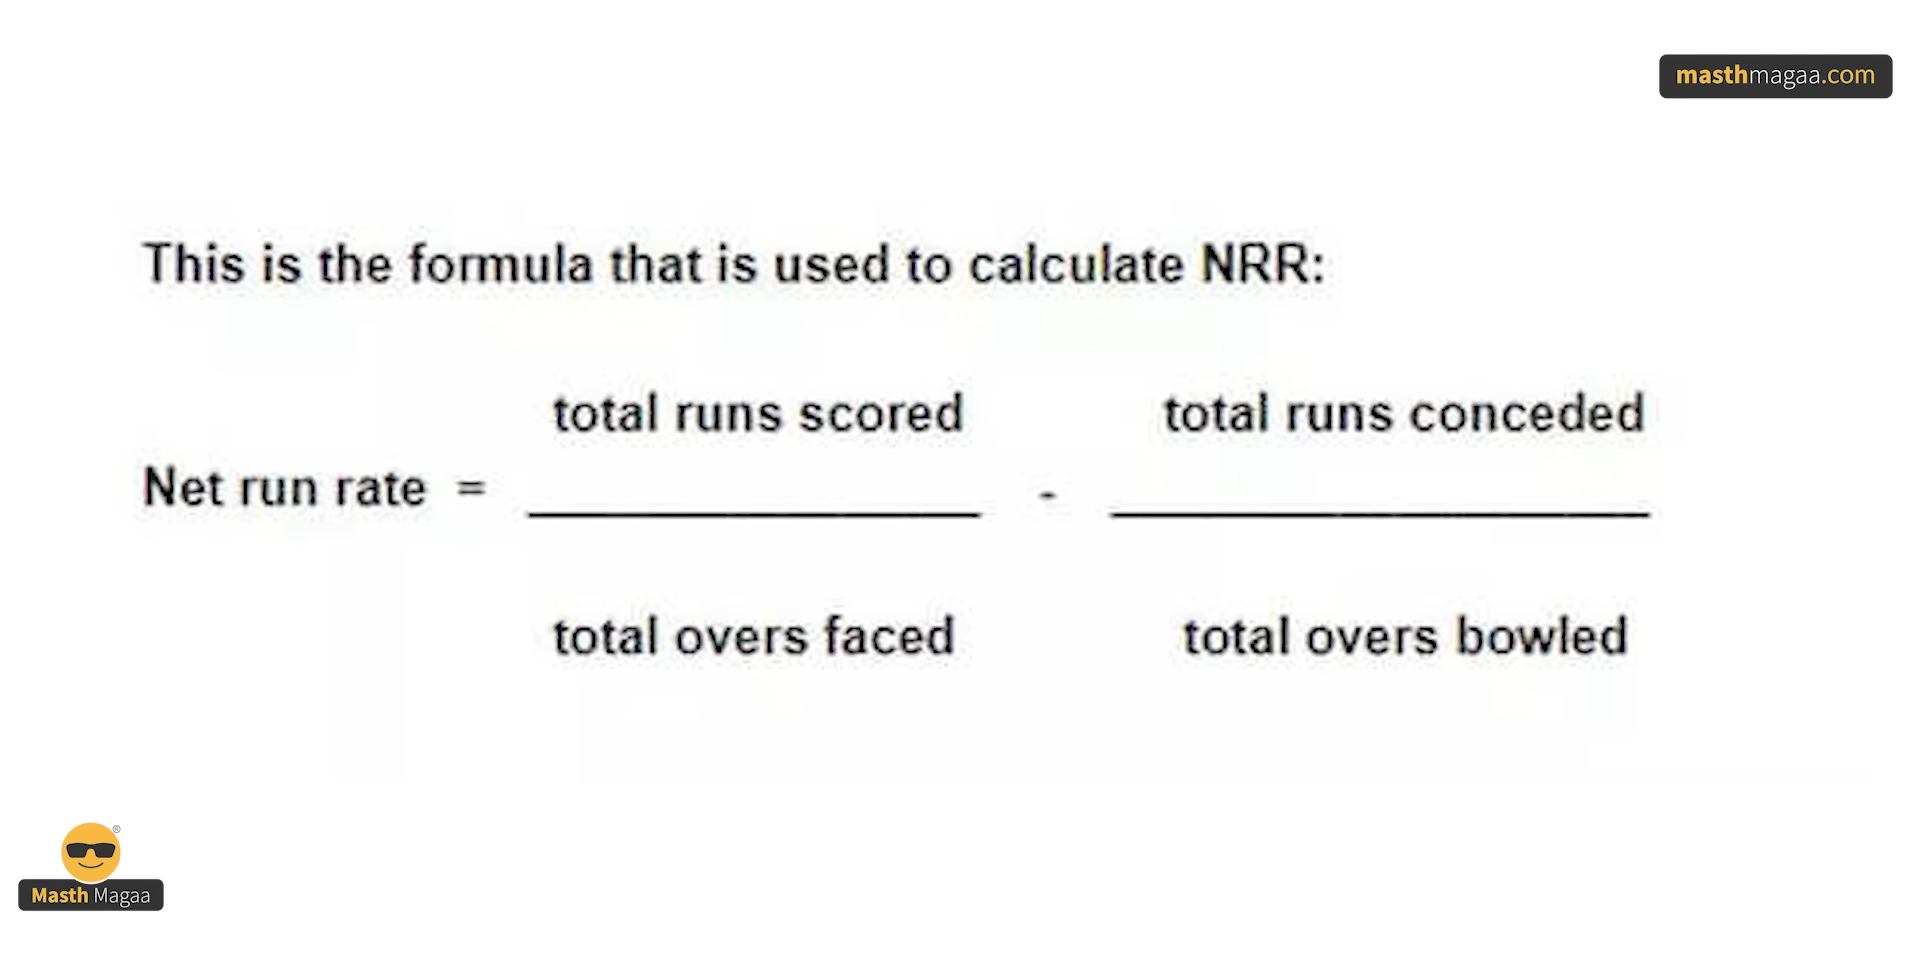 masthmagaa.com
This is the formula that is used to calculate NRR:
total runs scored total runs conceded
Net run rate = -
total overs faced total overs bowled
®
Masth Magaa